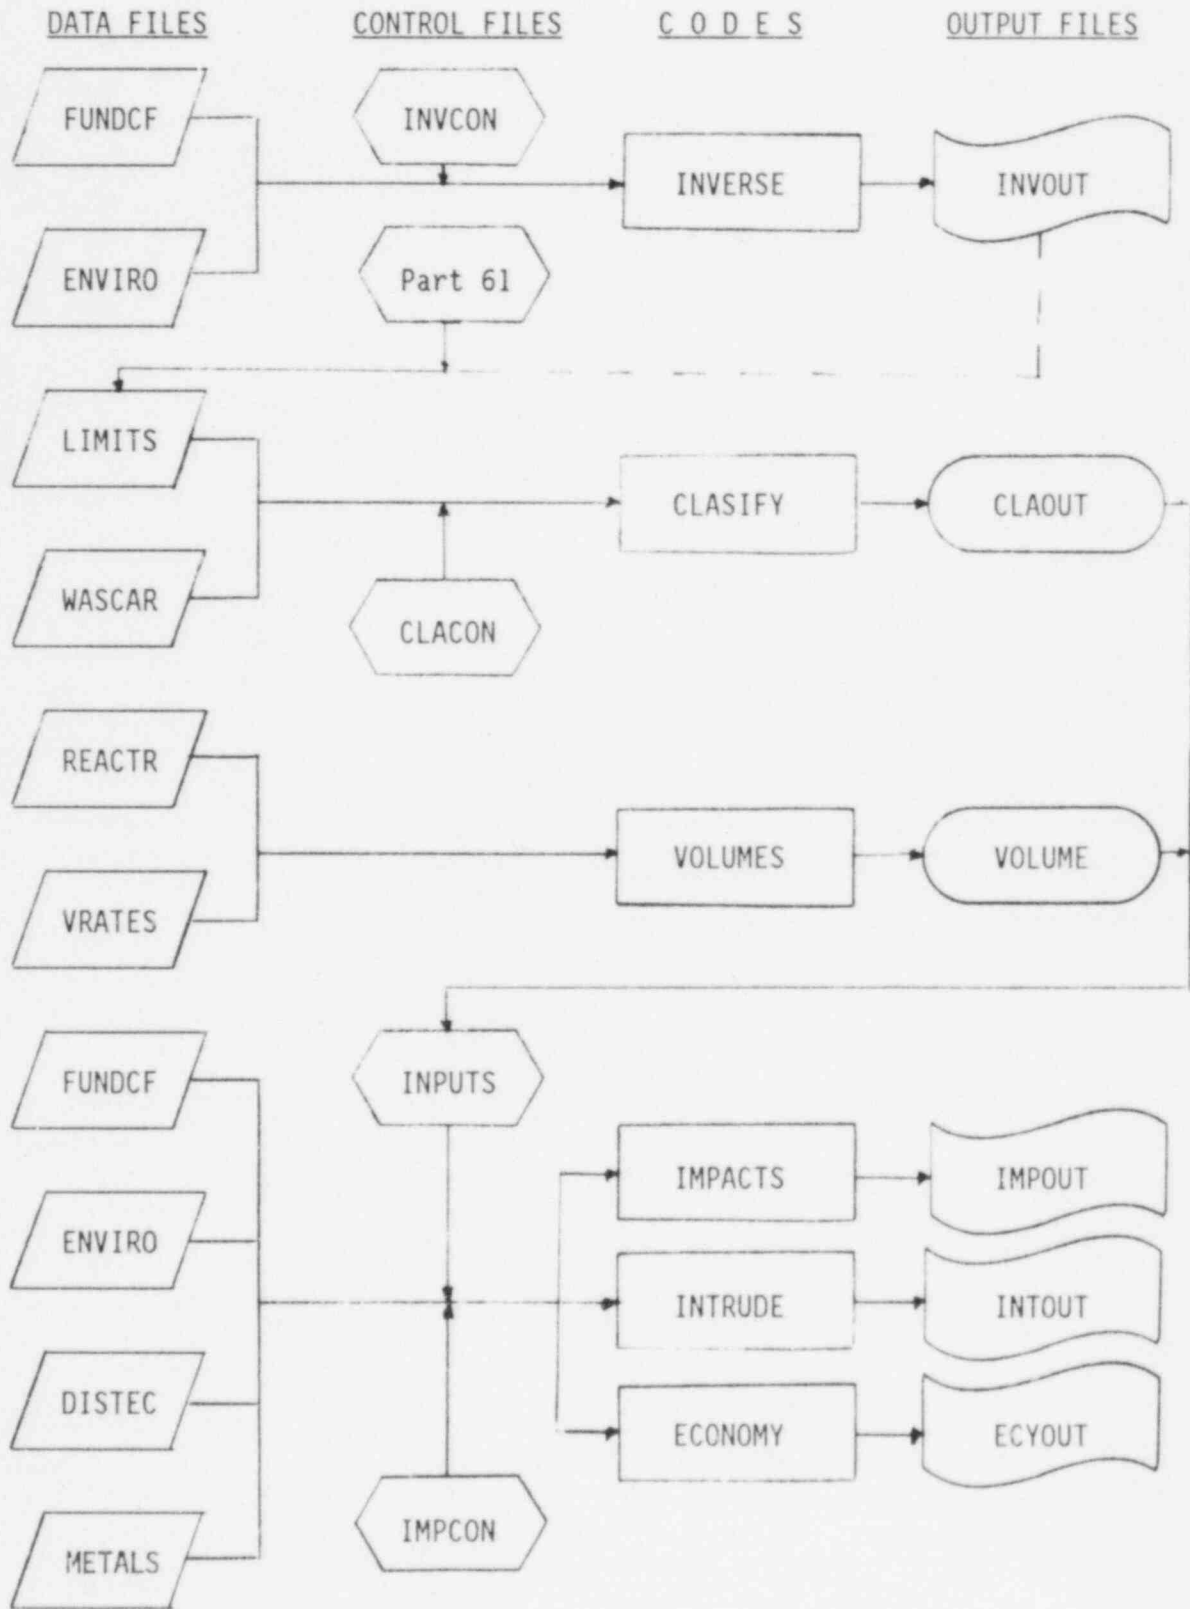 DATA FILES CONTROL FILES C O D E S OUTPUT FILES
FUNDCF
INVCON
INVERSE
INVOUT
ENVIRO
Part 61
LIMITS
CLASIFY
CLAOUT
WASCAR
CLACON
REACTR
VOLUMES
VOLUME
VRATES
FUNDCF
INPUTS
IMPACTS
IMPOUT
ENVIRO
INTRUDE
INTOUT
DISTEC
ECONOMY
ECYOUT
IMPCON
METALS